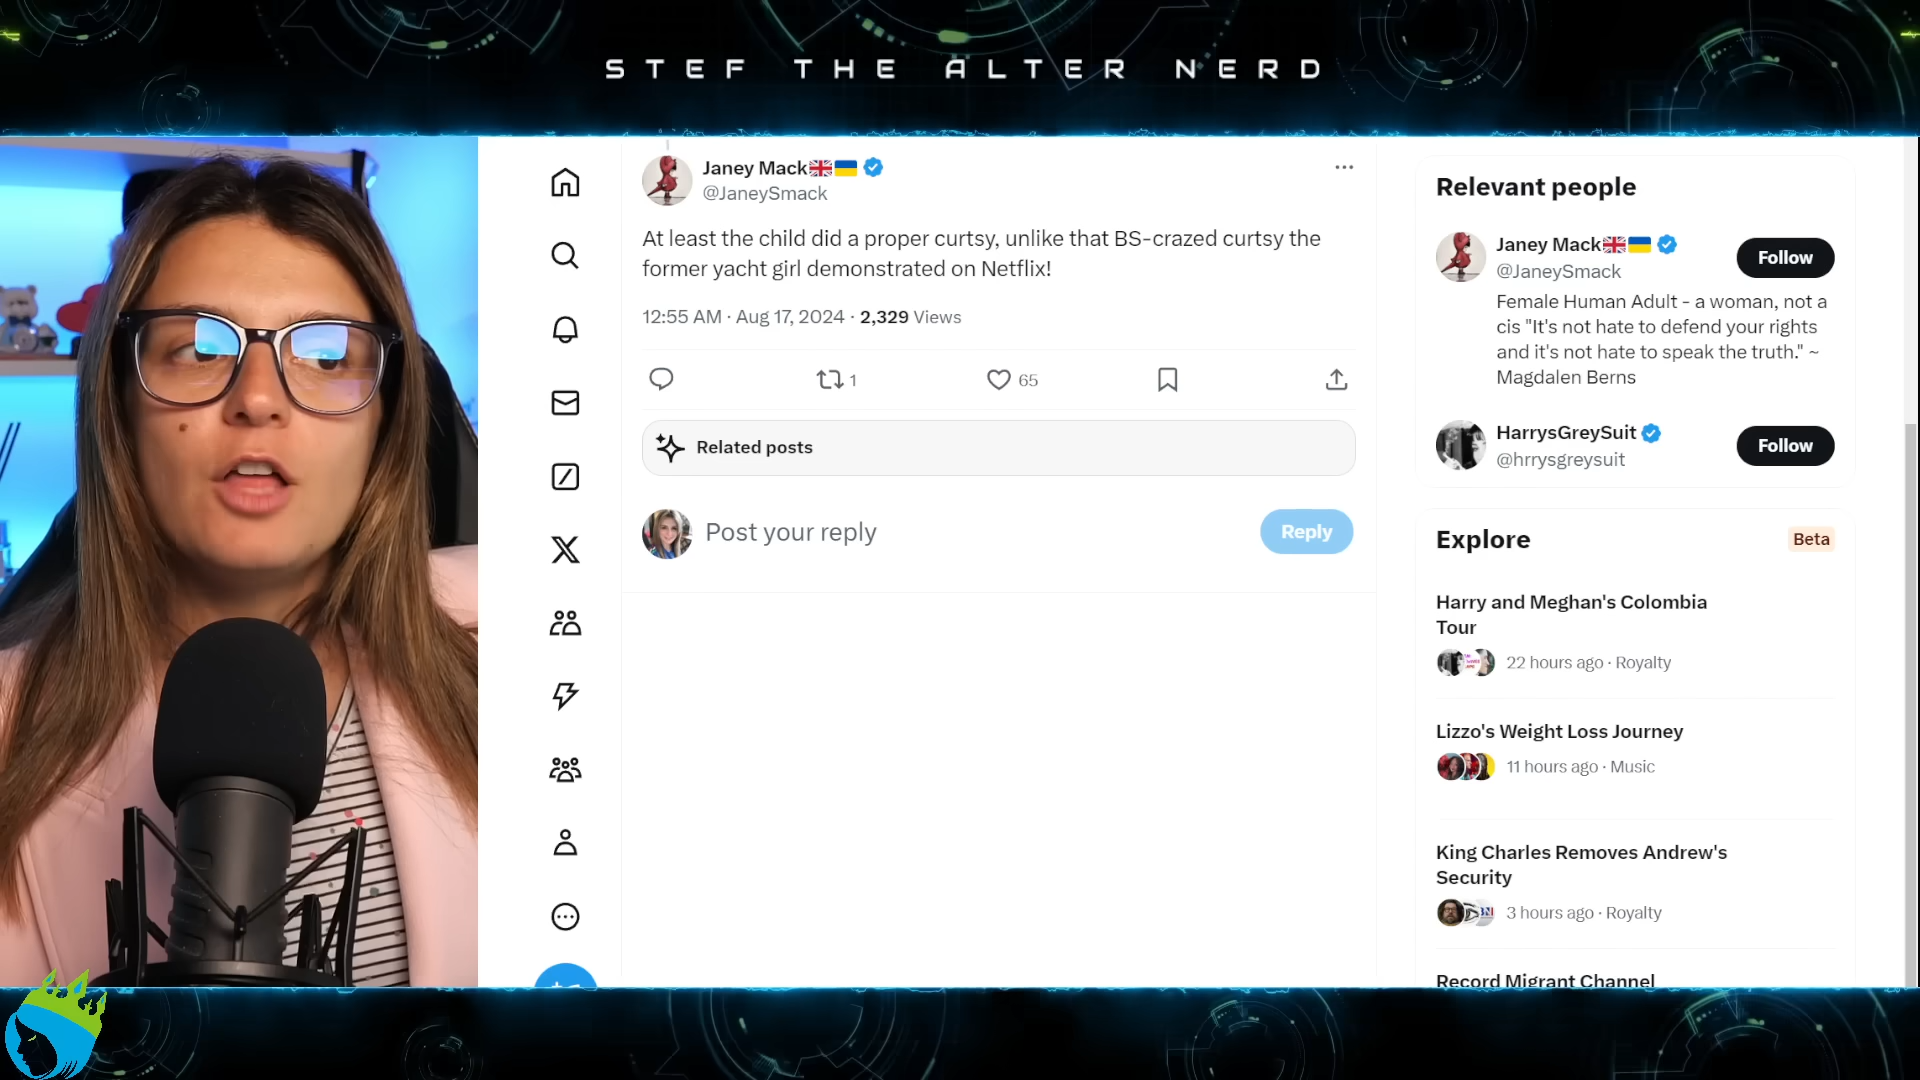 STEF THE ALTER NERD
Janey Mack
@JaneySmack
At least the child did a proper curtsy, unlike that BS-crazed curtsy the
former yacht girl demonstrated on Netflix!
12:55 AM · Aug 17, 2024 · 2,329 Views
1
65
Related posts
Post your reply
Reply
Relevant people
Janey Mack
@JaneySmack
Follow
Female Human Adult - a woman, not a
cis "It's not hate to defend your rights
and it's not hate to speak the truth." ~
Magdalen Berns
HarrysGreySuit
@hrrysgreysuit
Follow
Explore
Beta
Harry and Meghan's Colombia
Tour
22 hours ago · Royalty
Lizzo's Weight Loss Journey
11 hours ago · Music
King Charles Removes Andrew's
Security
3 hours ago · Royalty
Record Migrant Channel